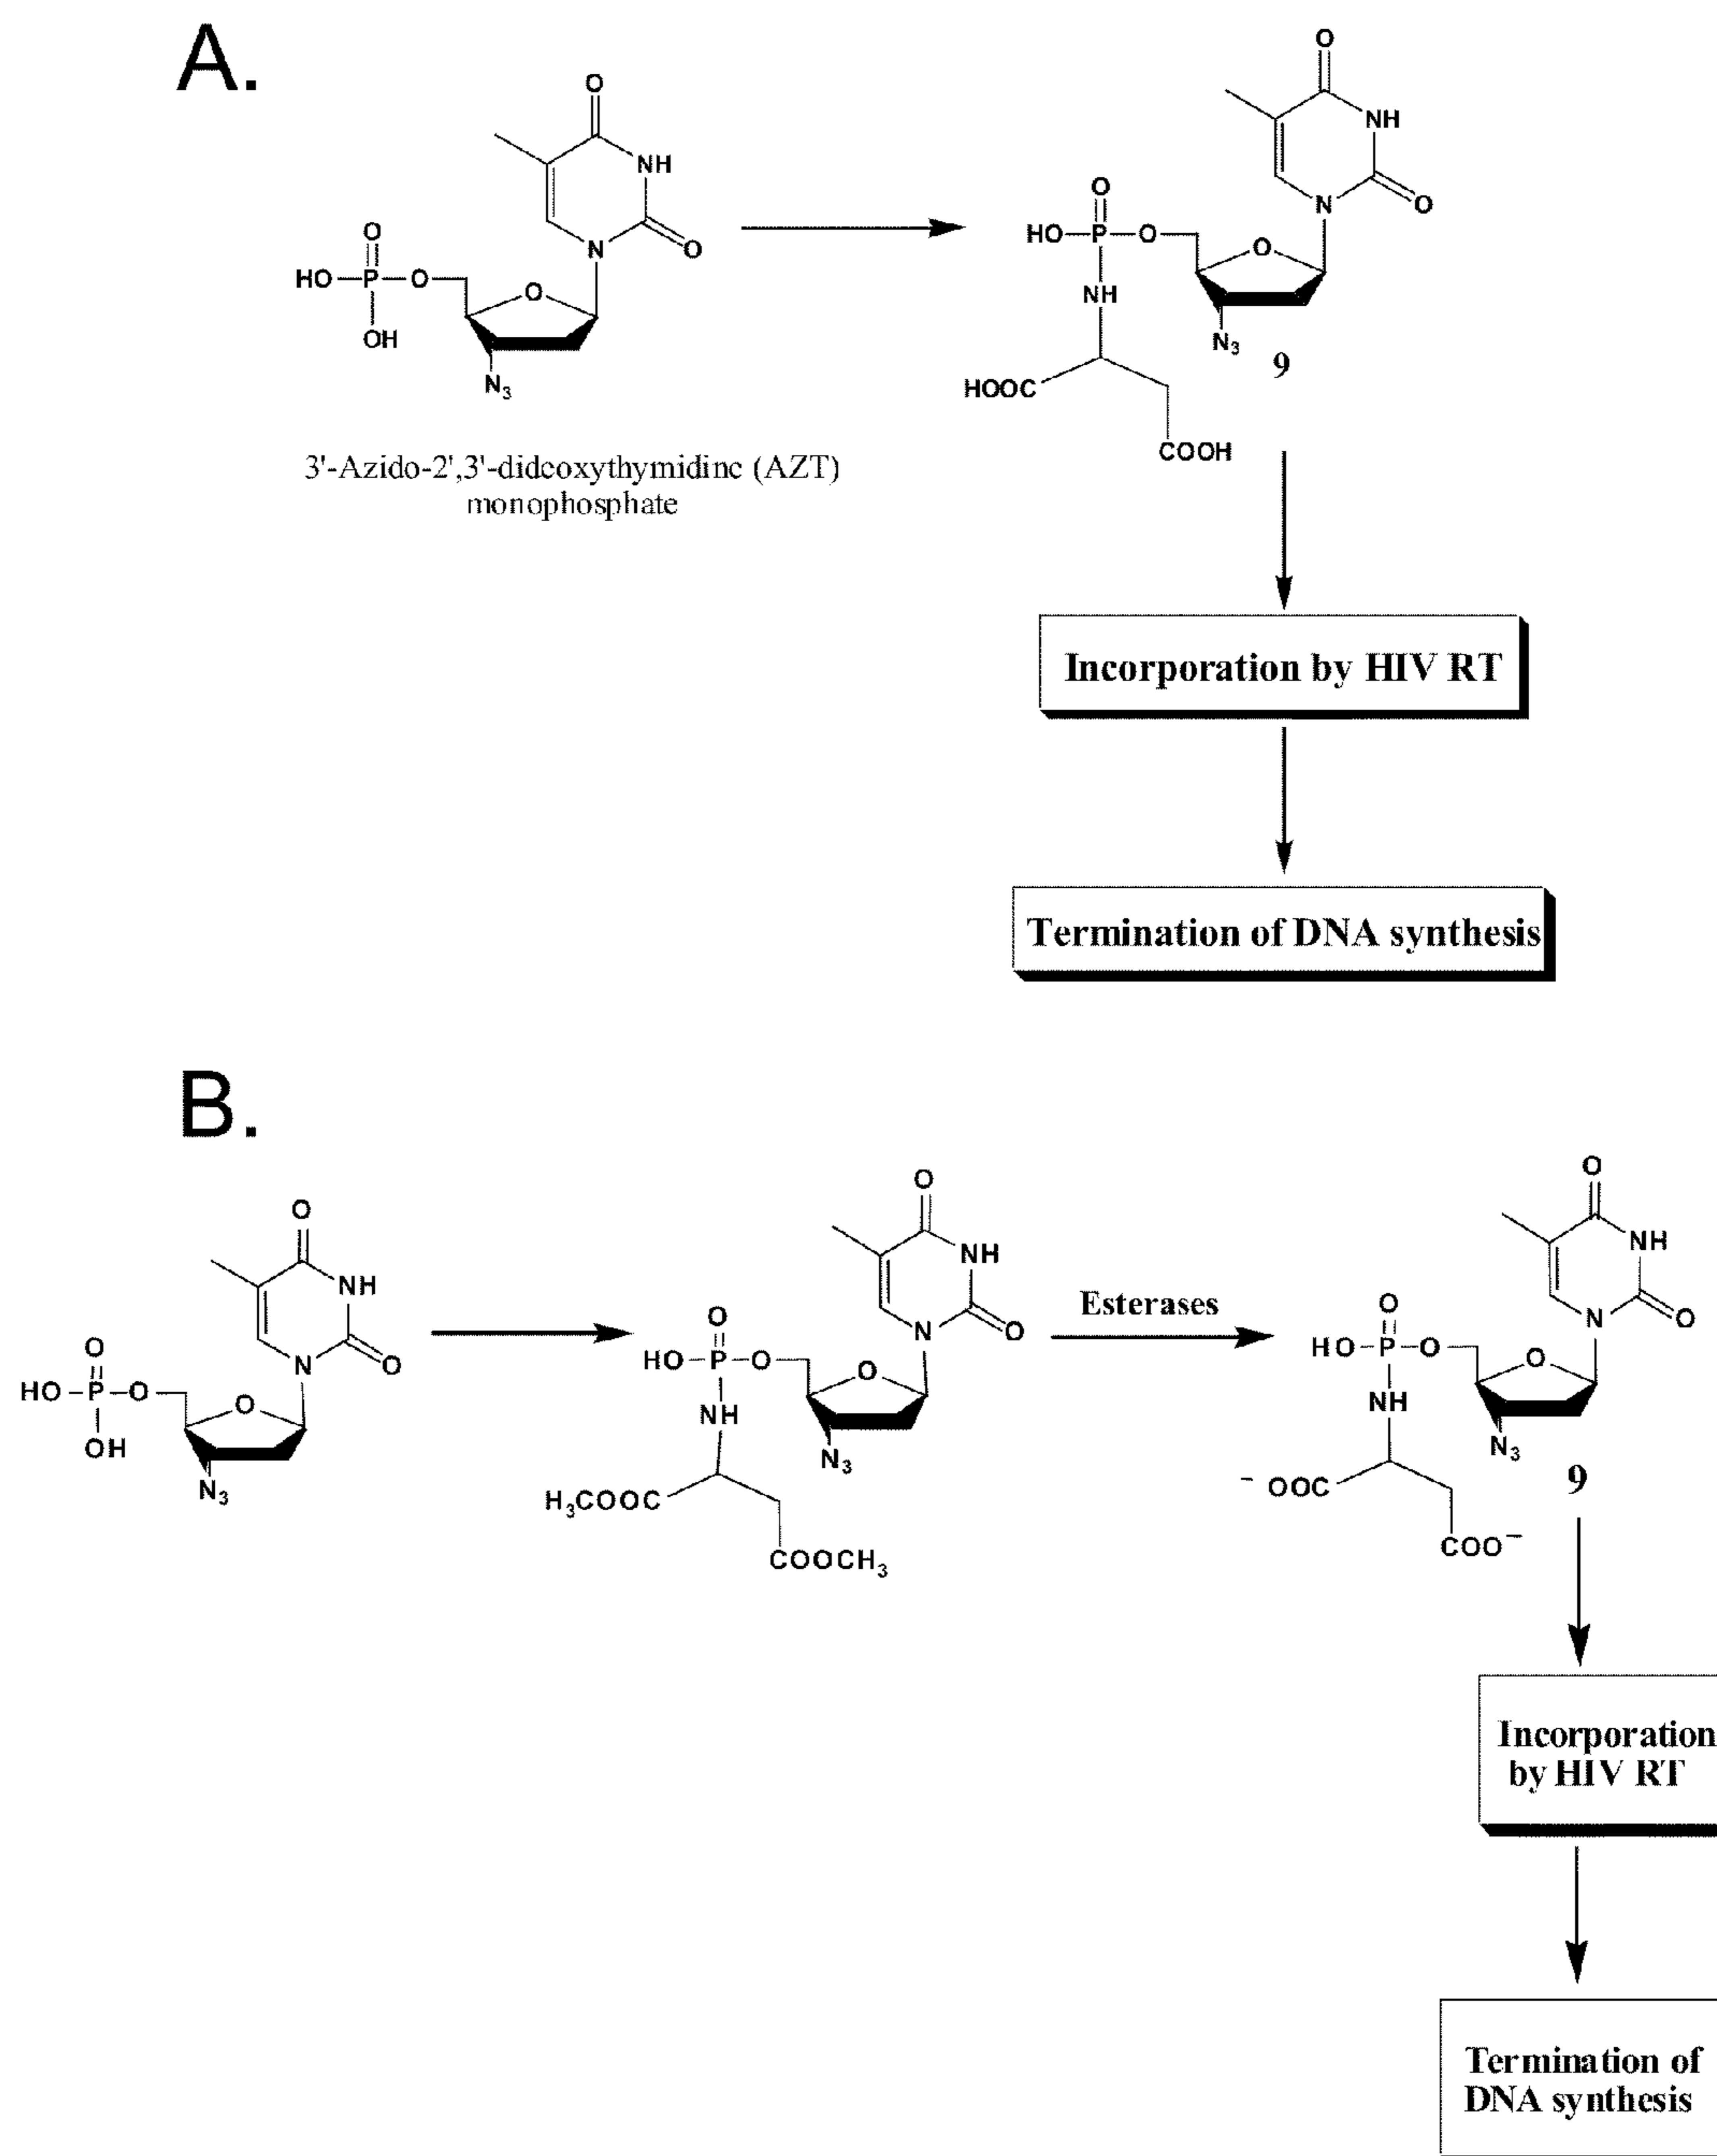 A.
O
NH
O
N
O
HO–P–O
OH
O
N3
3'-Azido-2',3'-dideoxythymidine (AZT)
monophosphate
O
NH
O
N
O
HO–P–O
O
NH
N3
9
HOOC
COOH
Incorporation by HIV RT
Termination of DNA synthesis
B.
O
NH
O
N
O
HO–P–O
OH
O
N3
O
NH
O
N
O
HO–P–O
O
NH
N3
H3COOC
COOCH3
Esterases
O
NH
O
N
O
HO–P–O
O
NH
N3
9
⁻OOC
COO⁻
Incorporation
by HIV RT
Termination of
DNA synthesis